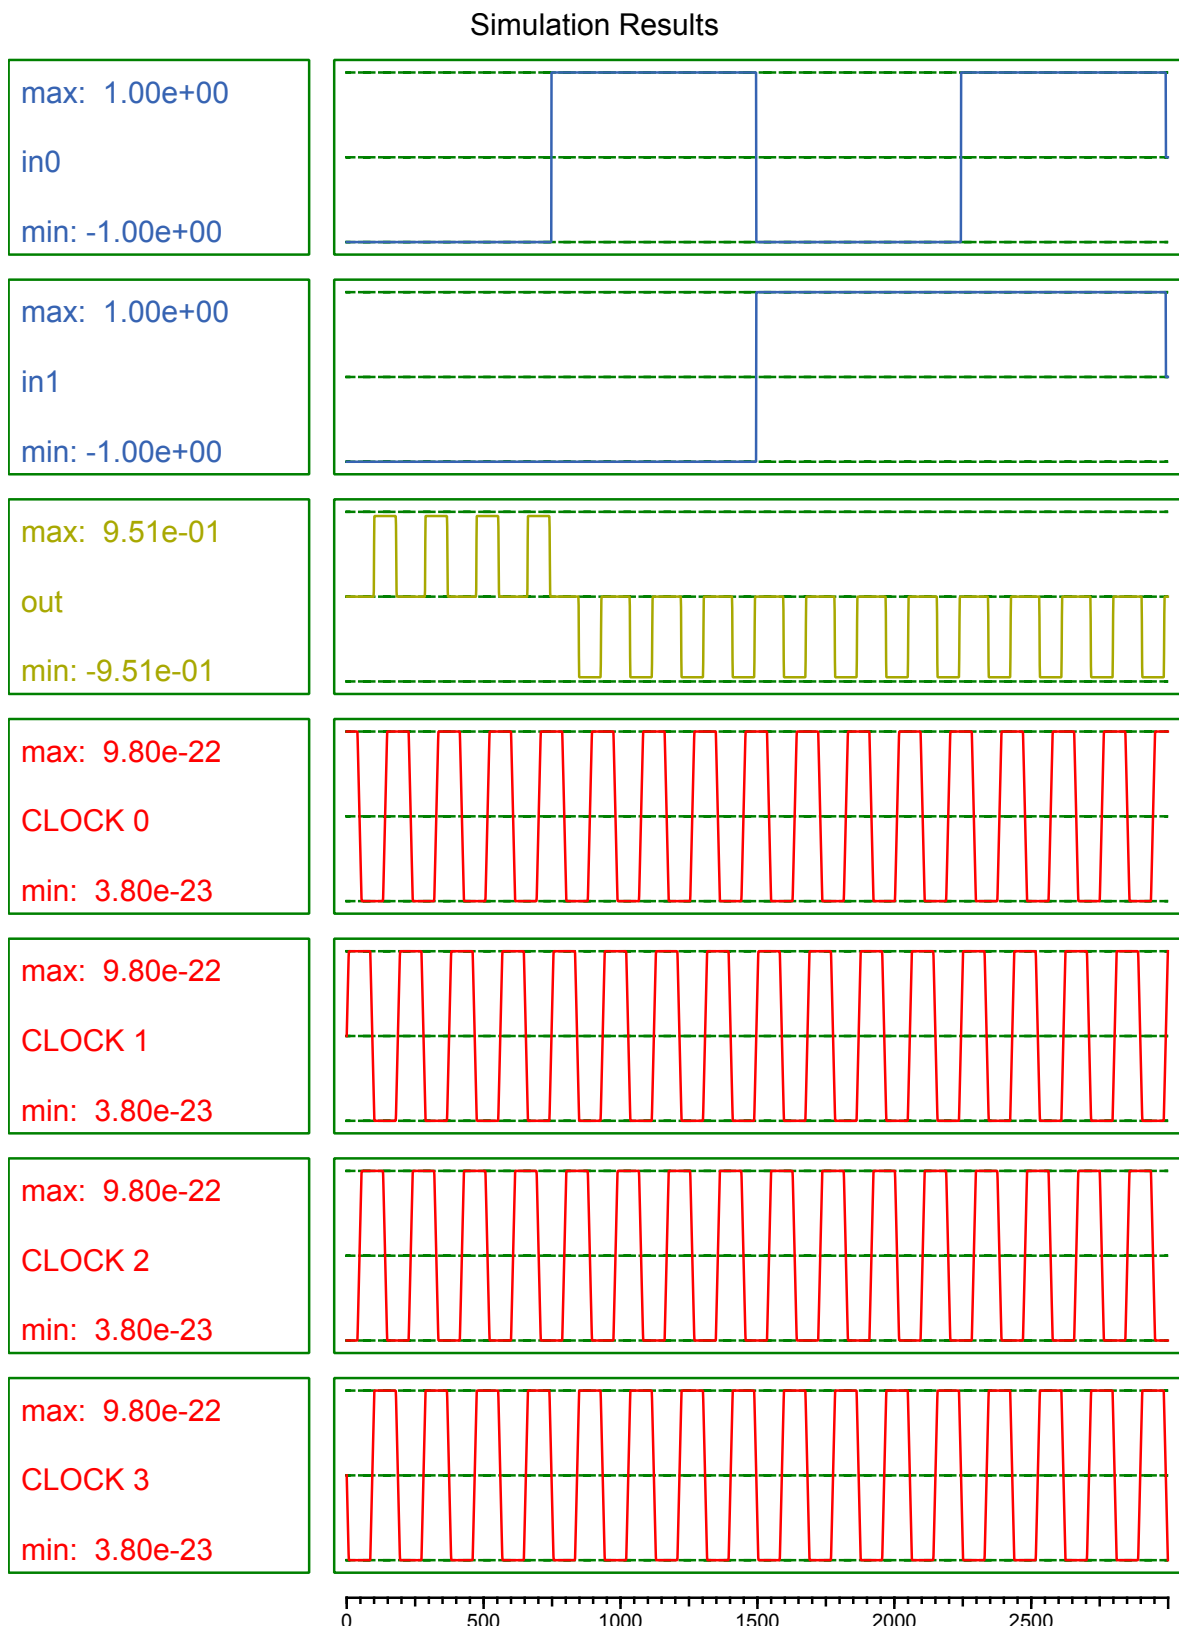 Simulation Results
max: 1.00e+00
in0
min: -1.00e+00
max: 1.00e+00
in1
min: -1.00e+00
max: 9.51e-01
out
min: -9.51e-01
max: 9.80e-22
CLOCK 0
min: 3.80e-23
max: 9.80e-22
CLOCK 1
min: 3.80e-23
max: 9.80e-22
CLOCK 2
min: 3.80e-23
max: 9.80e-22
CLOCK 3
min: 3.80e-23
0 500 1000 1500 2000 2500